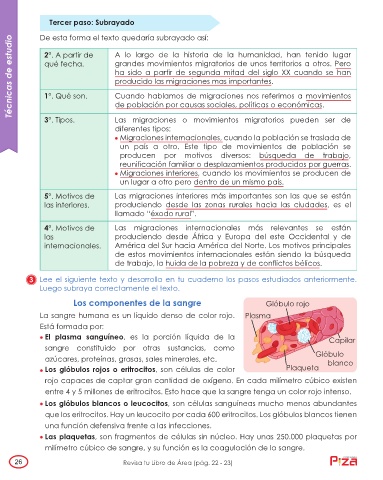 Tercer paso: Subrayado
De esta forma el texto quedaría subrayado así:
Técnicas de estudio
2º. A partir de qué fecha.
A lo largo de la historia de la humanidad, han tenido lugar
grandes movimientos migratorios de unos territorios a otros. Pero
ha sido a partir de segunda mitad del siglo XX cuando se han
producido las migraciones mas importantes.
1º. Qué son.
Cuando hablamos de migraciones nos referimos a movimientos
de población por causas sociales, políticas o económicas.
3º. Tipos.
Las migraciones o movimientos migratorios pueden ser de
diferentes tipos:
• Migraciones internacionales, cuando la población se traslada de
un país a otro. Este tipo de movimientos de población se
producen por motivos diversos: búsqueda de trabajo,
reunificación familiar o desplazamientos producidos por guerras.
• Migraciones interiores, cuando los movimientos se producen de
un lugar a otro pero dentro de un mismo país.
5º. Motivos de
las interiores.
Las migraciones interiores más importantes son las que se están
produciendo desde las zonas rurales hacia las ciudades, es el
llamado "éxodo rural".
4º. Motivos de
las
internacionales.
Las migraciones internacionales más relevantes se están
produciendo desde África y Europa del este Occidental y de
América del Sur hacia América del Norte. Los motivos principales
de estos movimientos internacionales están siendo la búsqueda
de trabajo, la huida de la pobreza y de conflictos bélicos.
3 Lee el siguiente texto y desarrolla en tu cuaderno los pasos estudiados anteriormente.
Luego subraya correctamente el texto.
Los componentes de la sangre
La sangre humana es un líquido denso de color rojo.
Está formada por:
• El plasma sanguíneo, es la porción líquida de la
sangre constituido por otras sustancias, como
azúcares, proteínas, grasas, sales minerales, etc.
Glóbulo rojo
Plasma
Capilar
Glóbulo
blanco
Plaqueta
• Los glóbulos rojos o eritrocitos, son células de color
rojo capaces de captar gran cantidad de oxígeno. En cada milímetro cúbico existen
entre 4 y 5 millones de eritrocitos. Esto hace que la sangre tenga un color rojo intenso.
• Los glóbulos blancos o leucocitos, son células sanguíneas mucho menos abundantes
que los eritrocitos. Hay un leucocito por cada 600 eritrocitos. Los glóbulos blancos tienen
una función defensiva frente a las infecciones.
• Las plaquetas, son fragmentos de células sin núcleo. Hay unas 250.000 plaquetas por
milímetro cúbico de sangre, y su función es la coagulación de la sangre.
26
Revisa tu Libro de Área (pág. 22 - 23)